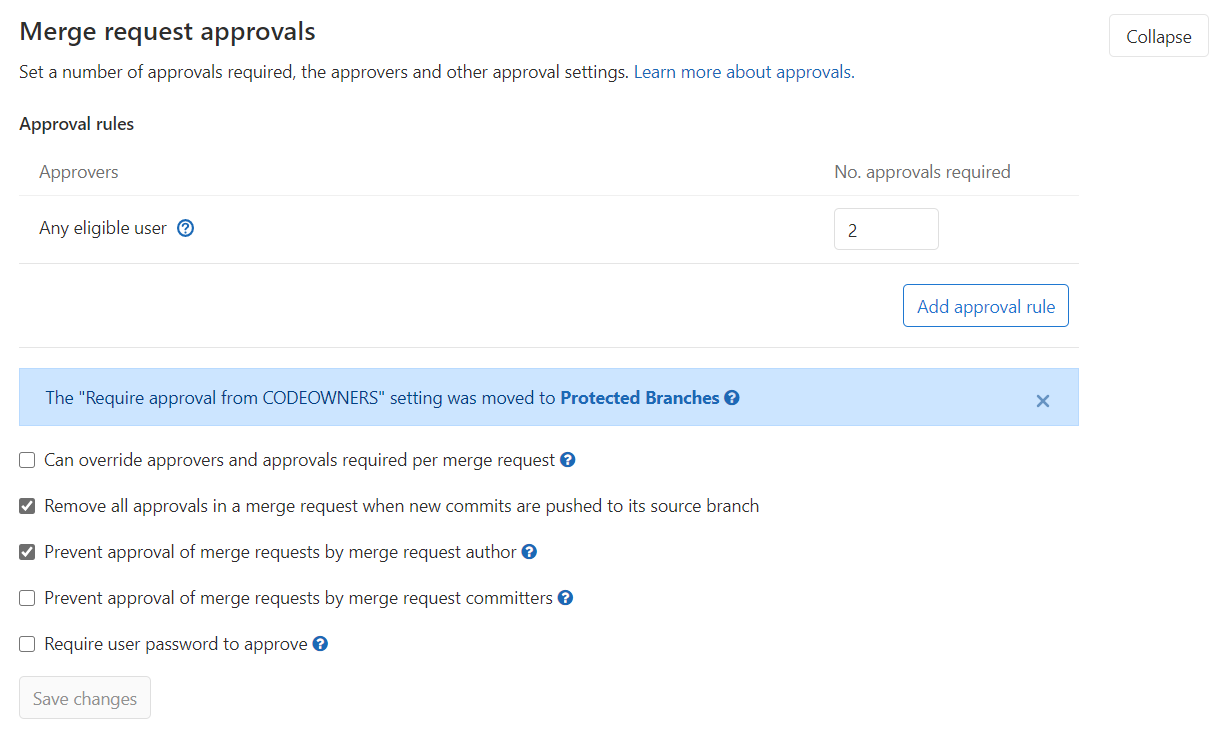 Merge request approvals
Collapse
Set a number of approvals required, the approvers and other approval settings. Learn more about approvals.
Approval rules
Approvers No. approvals required
Any eligible user 2
Add approval rule
The "Require approval from CODEOWNERS" setting was moved to Protected Branches
Can override approvers and approvals required per merge request
Remove all approvals in a merge request when new commits are pushed to its source branch
Prevent approval of merge requests by merge request author
Prevent approval of merge requests by merge request committers
Require user password to approve
Save changes